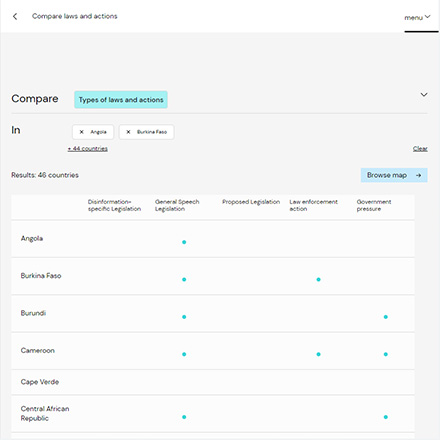 Compare laws and actions
menu
Compare
Types of laws and actions
In
× Angola
× Burkina Faso
+ 44 countries
Clear
Results: 46 countries
Browse map →
Disinformation-
specific Legislation
General Speech
Legislation
Proposed Legislation
Law enforcement
action
Government
pressure
Angola
Burkina Faso
Burundi
Cameroon
Cape Verde
Central African
Republic